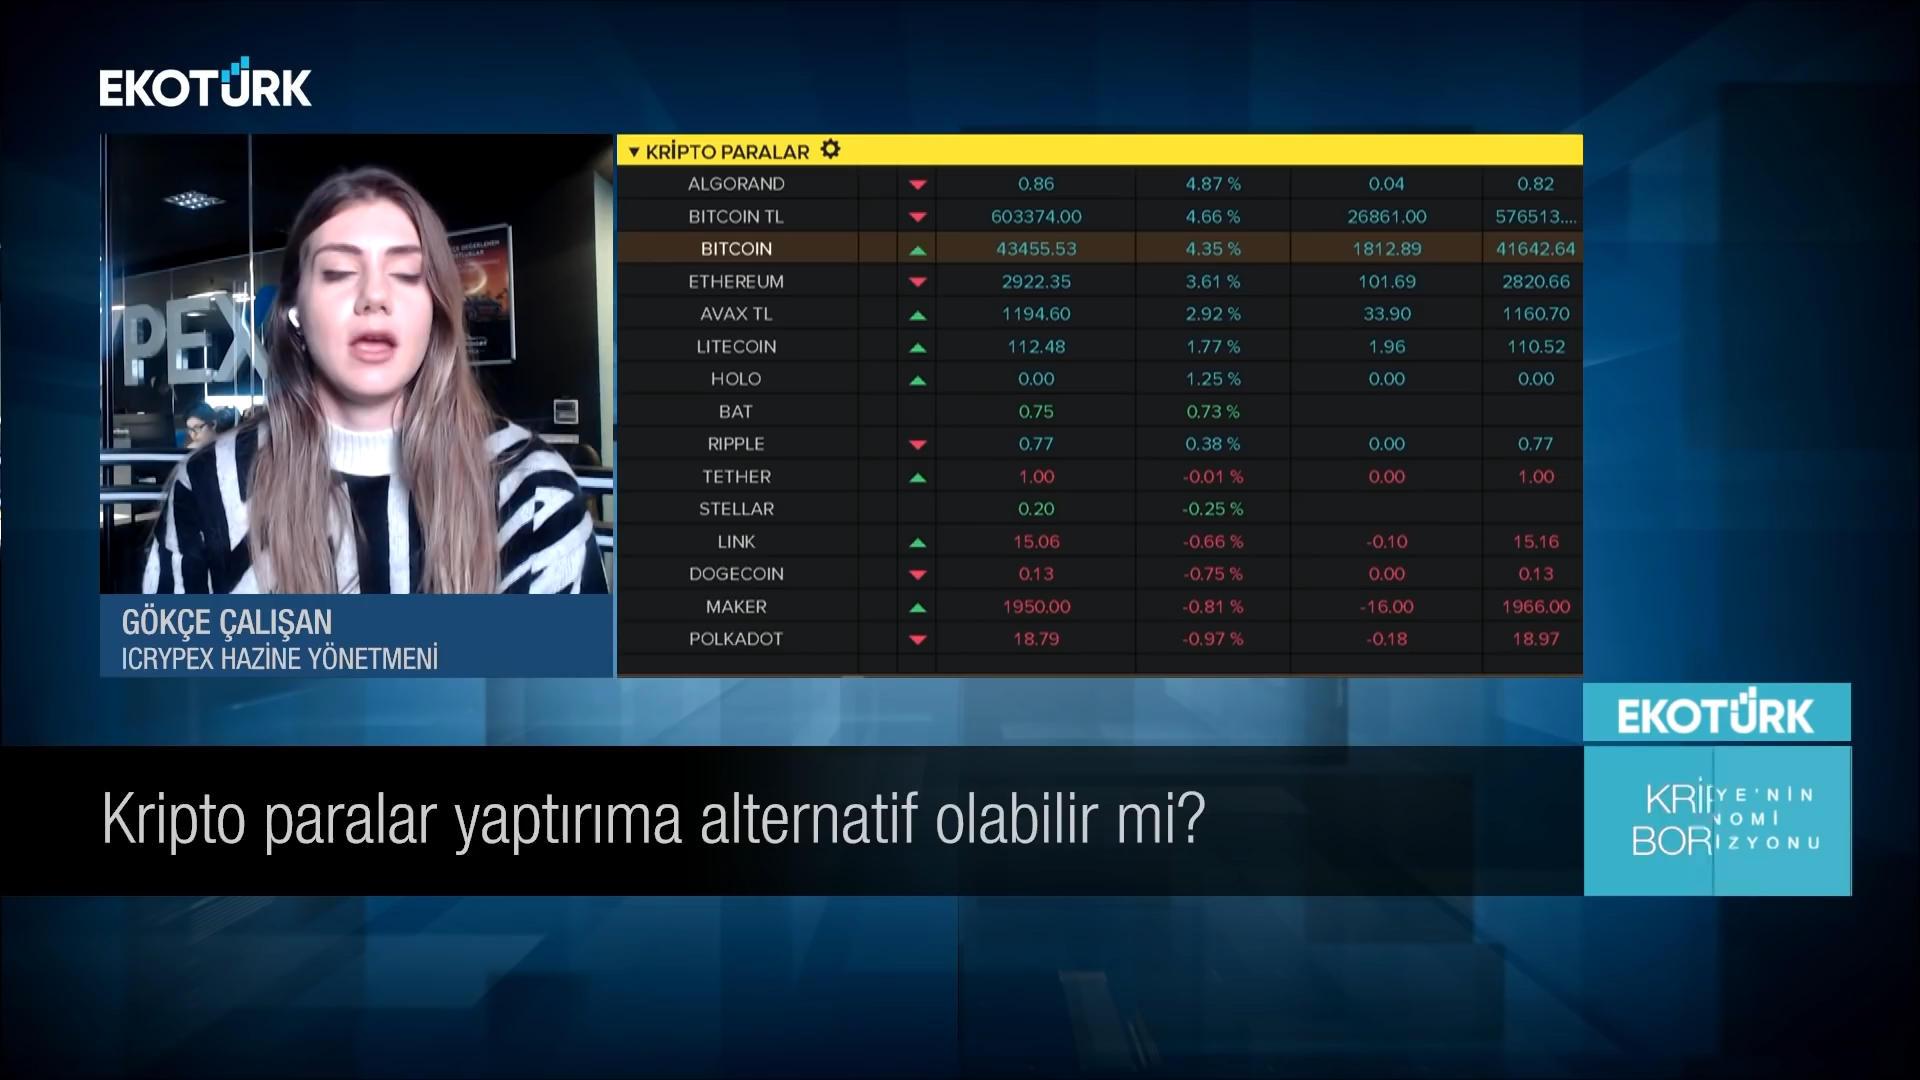 EKOTÜRK
PEX
GÖKÇE ÇALIŞAN
ICRYPEX HAZİNE YÖNETMENİ
KRİPTO PARALAR
ALGORAND 0.86 4.87 % 0.04 0.82
BITCOIN TL 603374.00 4.66 % 26861.00 576513....
BITCOIN 43455.53 4.35 % 1812.89 41642.64
ETHEREUM 2922.35 3.61 % 101.69 2820.66
AVAX TL 1194.60 2.92 % 33.90 1160.70
LITECOIN 112.48 1.77 % 1.96 110.52
HOLO 0.00 1.25 % 0.00 0.00
BAT 0.75 0.73 %
RIPPLE 0.77 0.38 % 0.00 0.77
TETHER 1.00 -0.01 % 0.00 1.00
STELLAR 0.20 -0.25 %
LINK 15.06 -0.66 % -0.10 15.16
DOGECOIN 0.13 -0.75 % 0.00 0.13
MAKER 1950.00 -0.81 % -16.00 1966.00
POLKADOT 18.79 -0.97 % -0.18 18.97
EKOTÜRK
Kripto paralar yaptırıma alternatif olabilir mi?
KRİ YE'NİN
NOMİ
BOR İZYONU